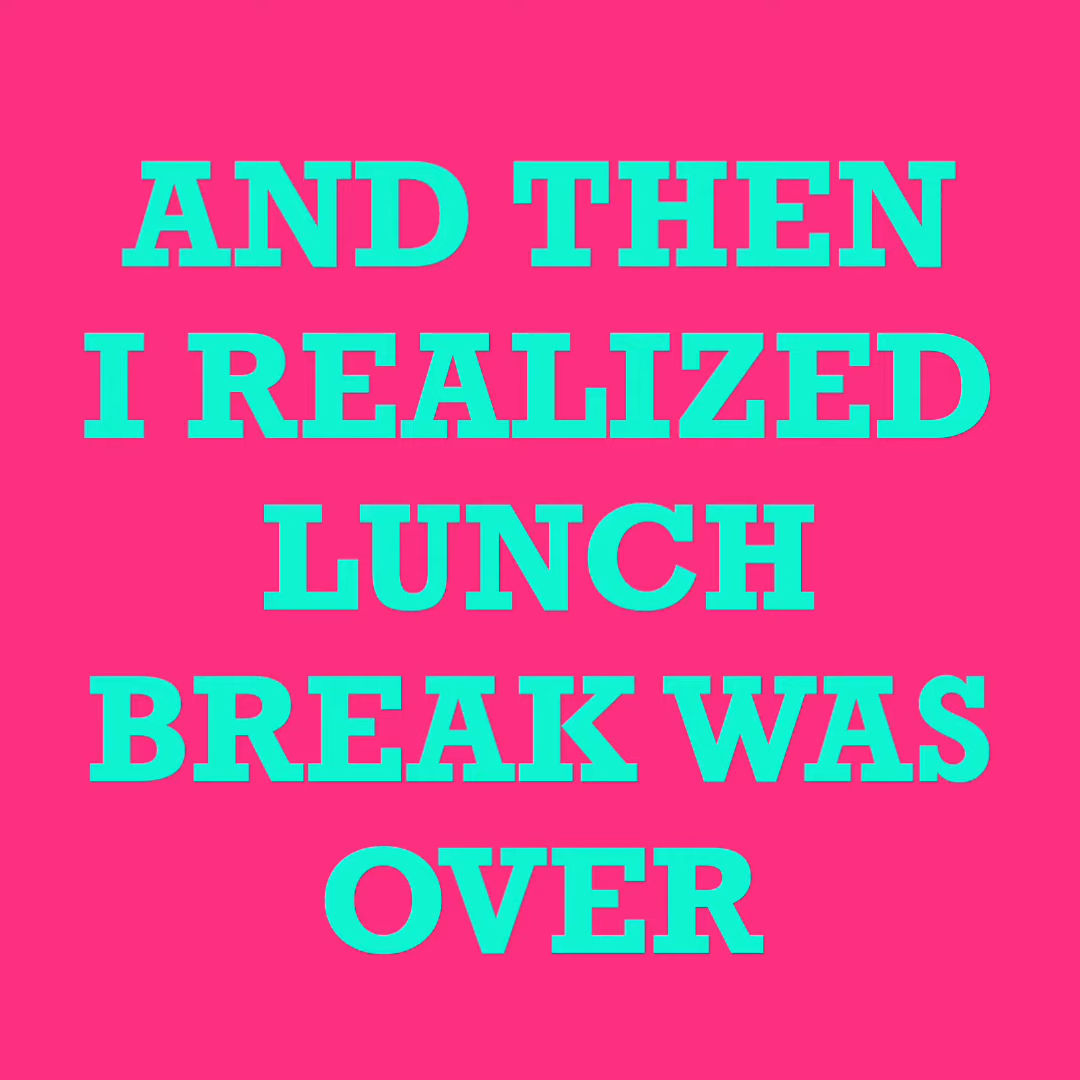 AND THEN
I REALIZED
LUNCH
BREAK WAS
OVER